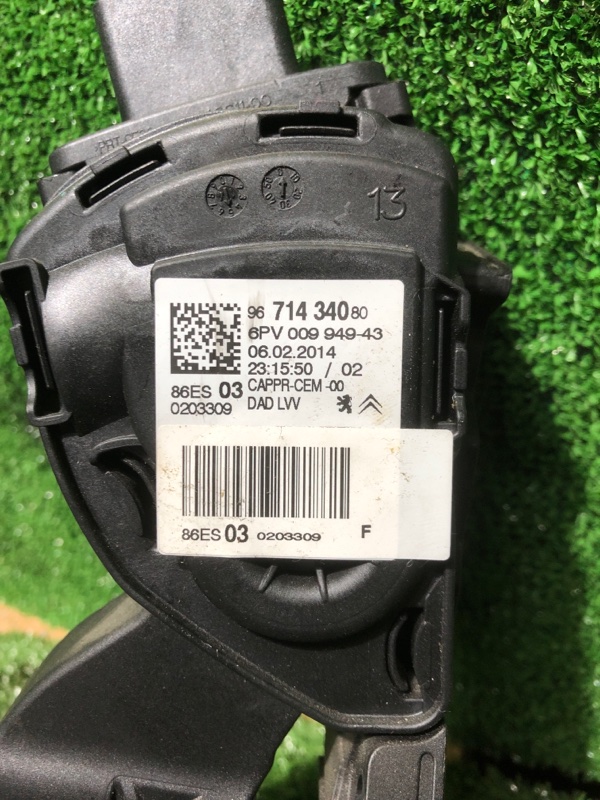 13
96 714 340 80
6PV 009 949-43
06.02.2014
23:15:50 / 02
86ES 03 CAPPR-CEM -00
0203309 DAD LVV
86ES 03 0203309 F